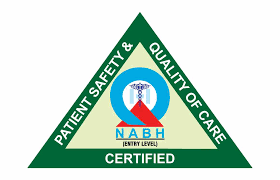 PATIENT SAFETY &
QUALITY OF CARE
NABH
(ENTRY LEVEL)
CERTIFIED